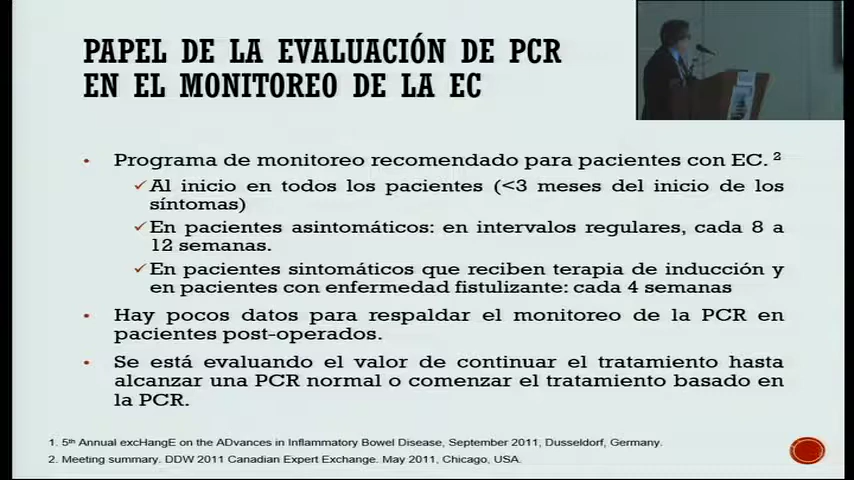 PAPEL DE LA EVALUACIÓN DE PCR
EN EL MONITOREO DE LA EC
• Programa de monitoreo recomendado para pacientes con EC. ²
✓Al inicio en todos los pacientes (<3 meses del inicio de los
síntomas)
✓En pacientes asintomáticos: en intervalos regulares, cada 8 a
12 semanas.
✓En pacientes sintomáticos que reciben terapia de inducción y
en pacientes con enfermedad fistulizante: cada 4 semanas
• Hay pocos datos para respaldar el monitoreo de la PCR en
pacientes post-operados.
• Se está evaluando el valor de continuar el tratamiento hasta
alcanzar una PCR normal o comenzar el tratamiento basado en
la PCR.
1. 5th Annual excHangE on the ADvances in Inflammatory Bowel Disease, September 2011, Dusseldorf, Germany.
2. Meeting summary. DDW 2011 Canadian Expert Exchange. May 2011, Chicago, USA.